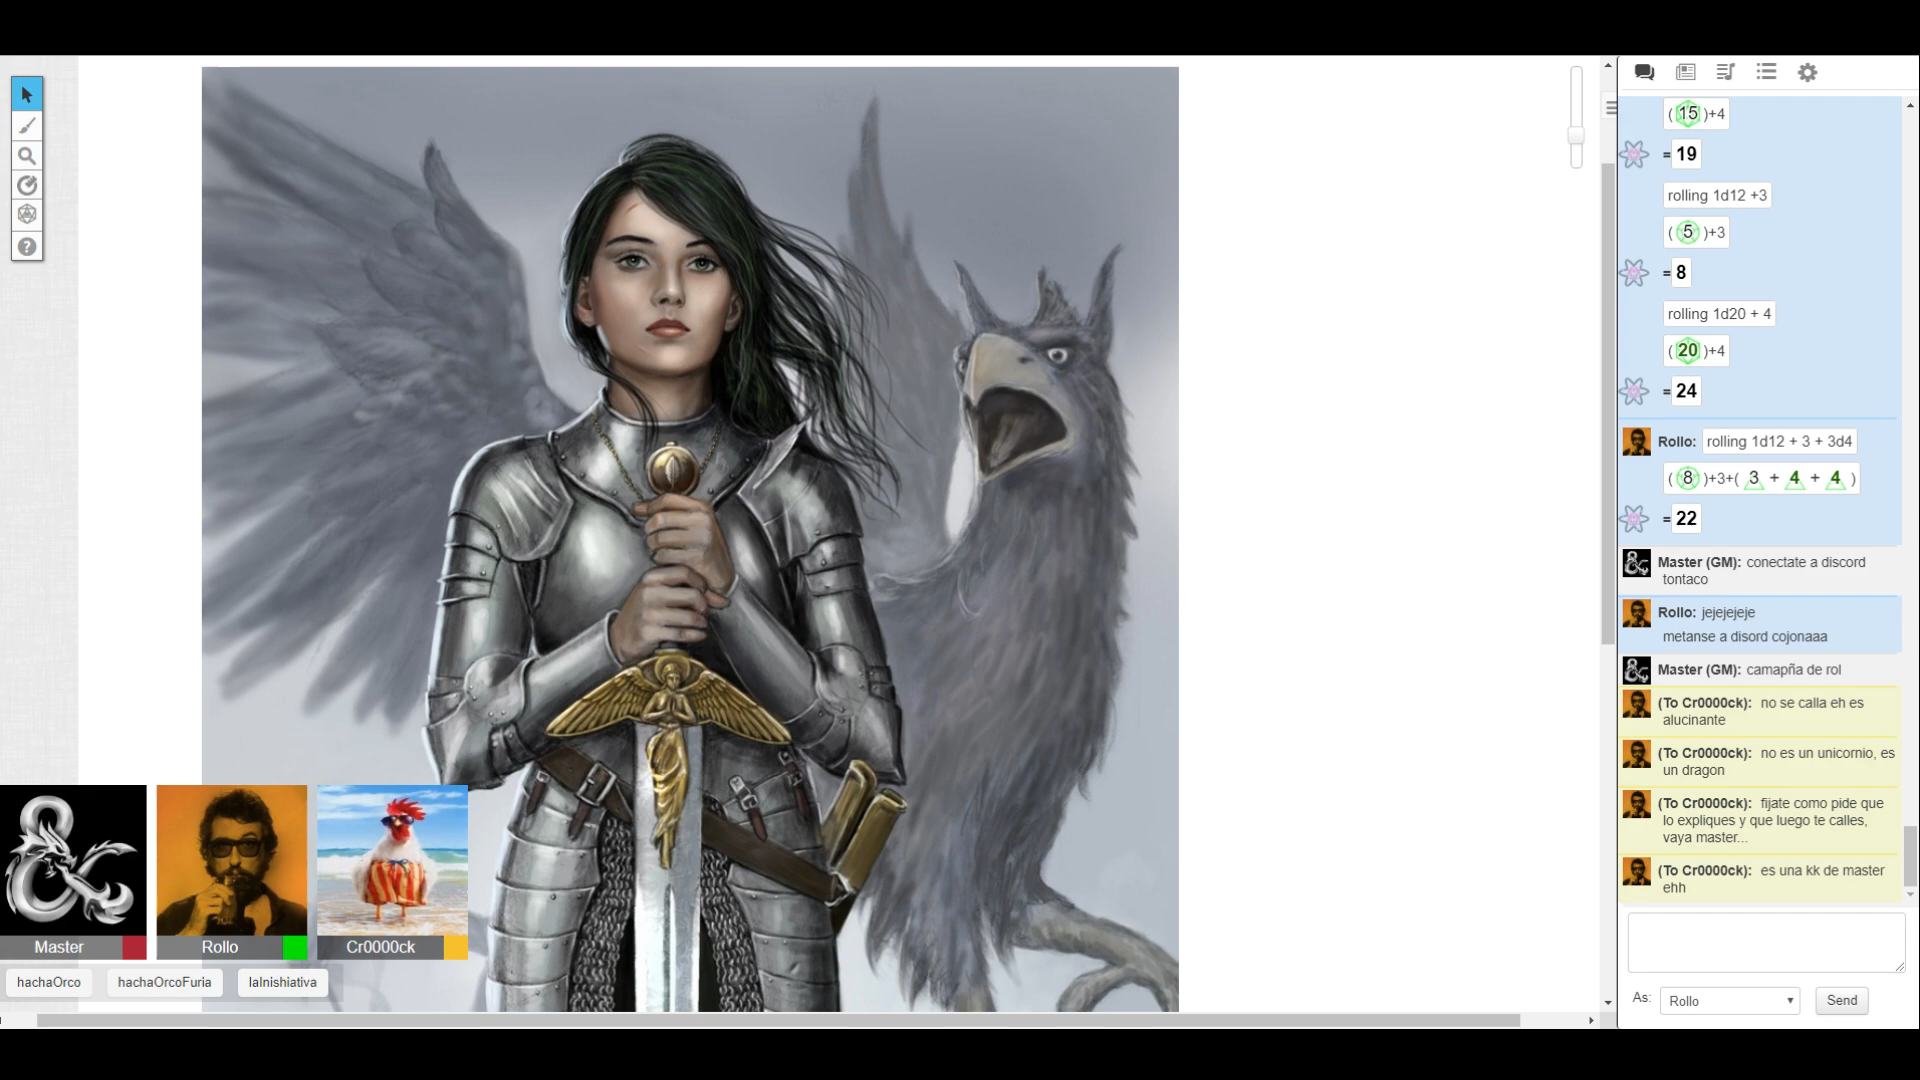 ( 15 )+4
= 19
rolling 1d12 +3
( 5 )+3
= 8
rolling 1d20 + 4
( 20 )+4
= 24
Rollo: rolling 1d12 + 3 + 3d4
( 8 )+3+( 3 + 4 + 4 )
= 22
Master (GM): conectate a discord
tontaco
Rollo: jejejejeje
metanse a disord cojonaaa
Master (GM): camapña de rol
(To Cr0000ck): no se calla eh es
alucinante
(To Cr0000ck): no es un unicornio, es
un dragon
(To Cr0000ck): fijate como pide que
lo expliques y que luego te calles,
vaya master...
(To Cr0000ck): es una kk de master
ehh
As: Rollo Send
Master Rollo Cr0000ck
hachaOrco hachaOrcoFuria laInishiativa